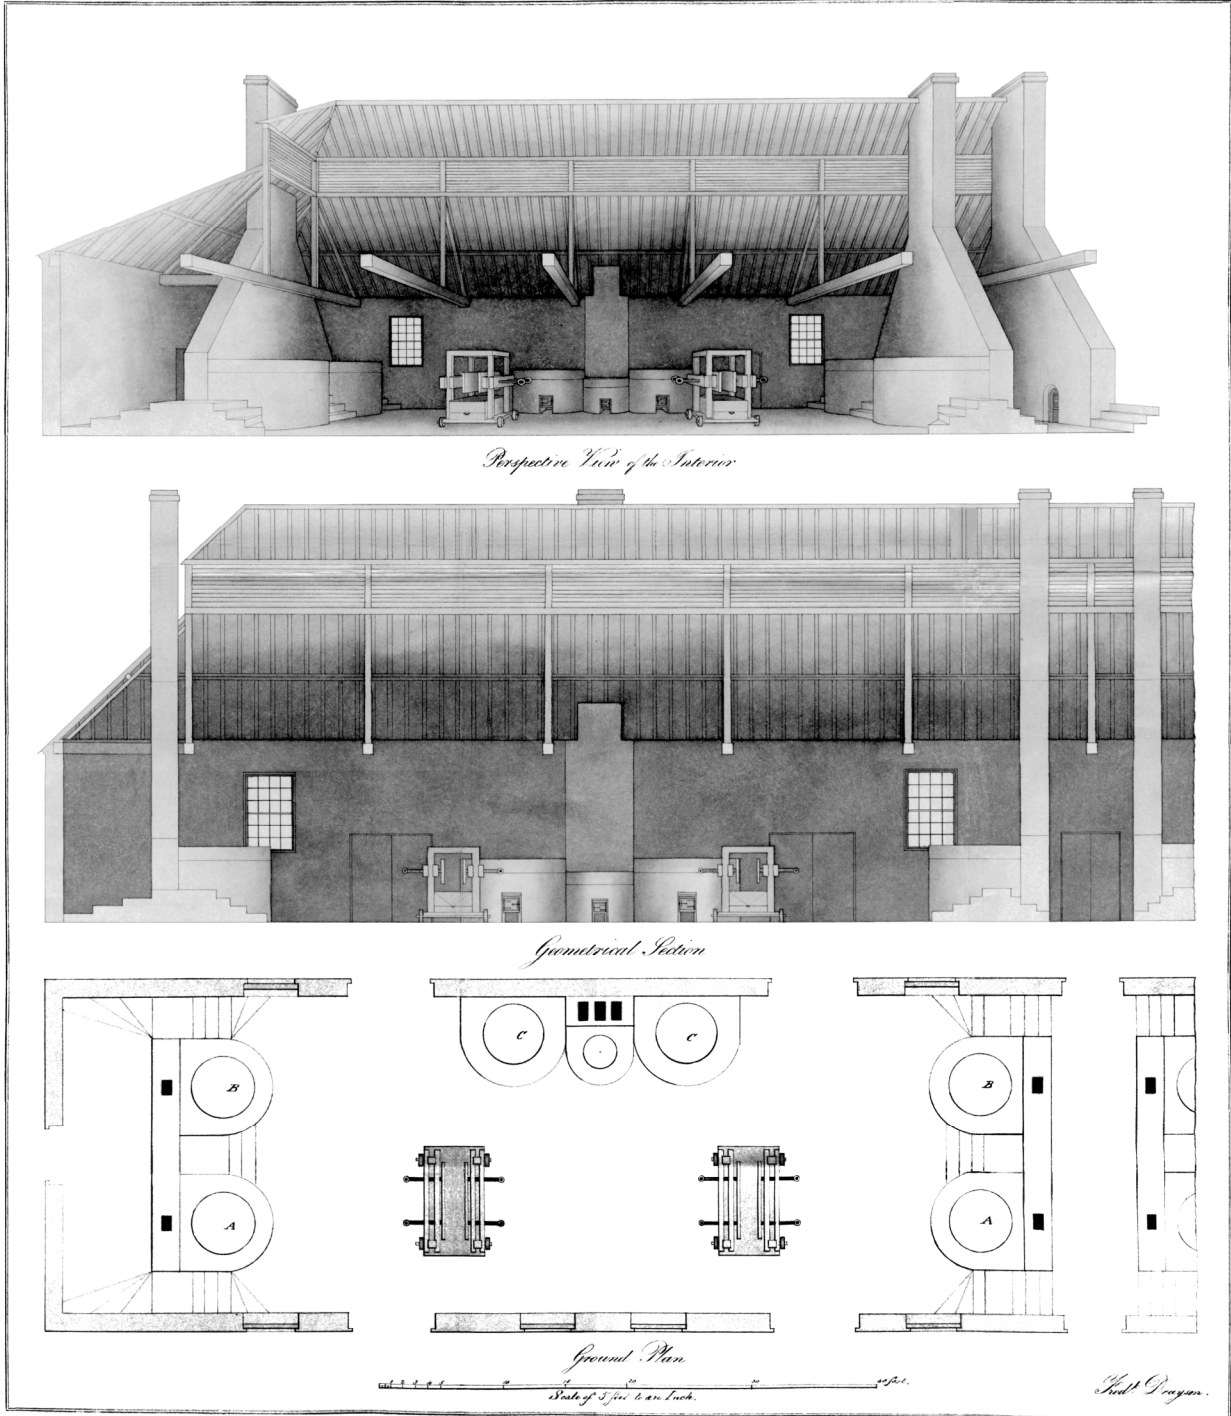 Perspective View of the Interior
Geometrical Section
C C
B B
A A
Ground Plan
10 20 30 40 feet.
Scale of 5 feet to an Inch.
Fredk. Drayson.